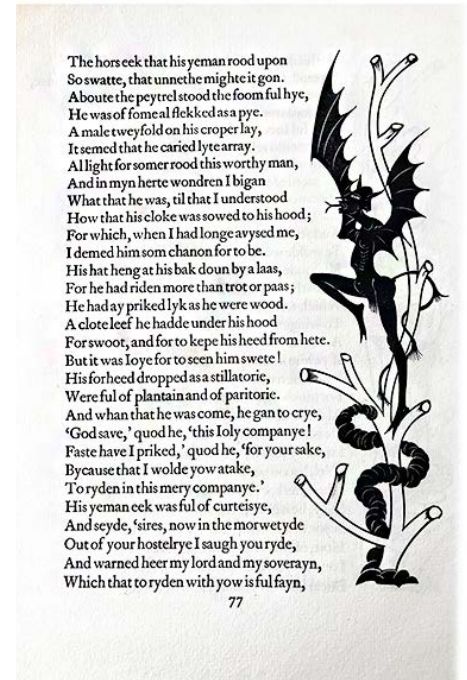 The hors eek that his yeman rood upon
So swatte, that unnethe mighte it gon.
Aboute the peytrel stood the foom ful hye,
He was of fome al flekked as a pye.
A male tweyfold on his croper lay,
It semed that he caried lyte array.
Al light for somer rood this worthy man,
And in myn herte wondren I bigan
What that he was, til that I understood
How that his cloke was sowed to his hood;
For which, when I had longe avysed me,
I demed him som chanon for to be.
His hat heng at his bak doun by a laas,
For he had riden more than trot or paas;
He had ay priked lyk as he were wood.
A clote leef he hadde under his hood
For swoot, and for to kepe his heed from hete.
But it was Ioye for to seen him swete!
His forheed dropped as a stillatorie,
Were ful of plantain and of paritorie.
And whan that he was come, he gan to crye,
‘God save,’ quod he, ‘this Ioly companye!
Faste have I priked,’ quod he, ‘for your sake,
Bycause that I wolde yow atake,
To ryden in this mery companye.’
His yeman eek was ful of curteisye,
And seyde, ‘sires, now in the morwetyde
Out of your hostelrye I saugh you ryde,
And warned heer my lord and my soverayn,
Which that to ryden with yow is ful fayn,
77